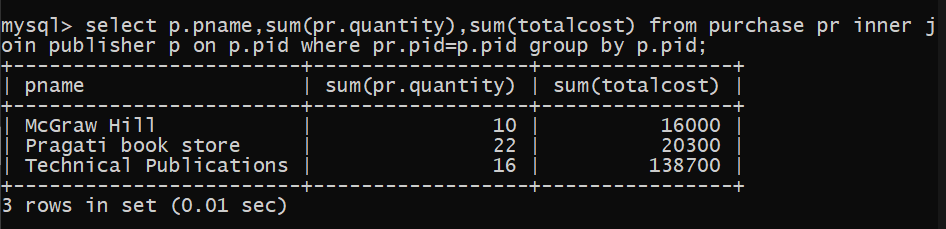 mysql> select p.pname,sum(pr.quantity),sum(totalcost) from purchase pr inner j
oin publisher p on p.pid where pr.pid=p.pid group by p.pid;
+------------------------+------------------+----------------+
| pname                  | sum(pr.quantity) | sum(totalcost) |
+------------------------+------------------+----------------+
| McGraw Hill            |               10 |          16000 |
| Pragati book store     |               22 |          20300 |
| Technical Publications |               16 |         138700 |
+------------------------+------------------+----------------+
3 rows in set (0.01 sec)